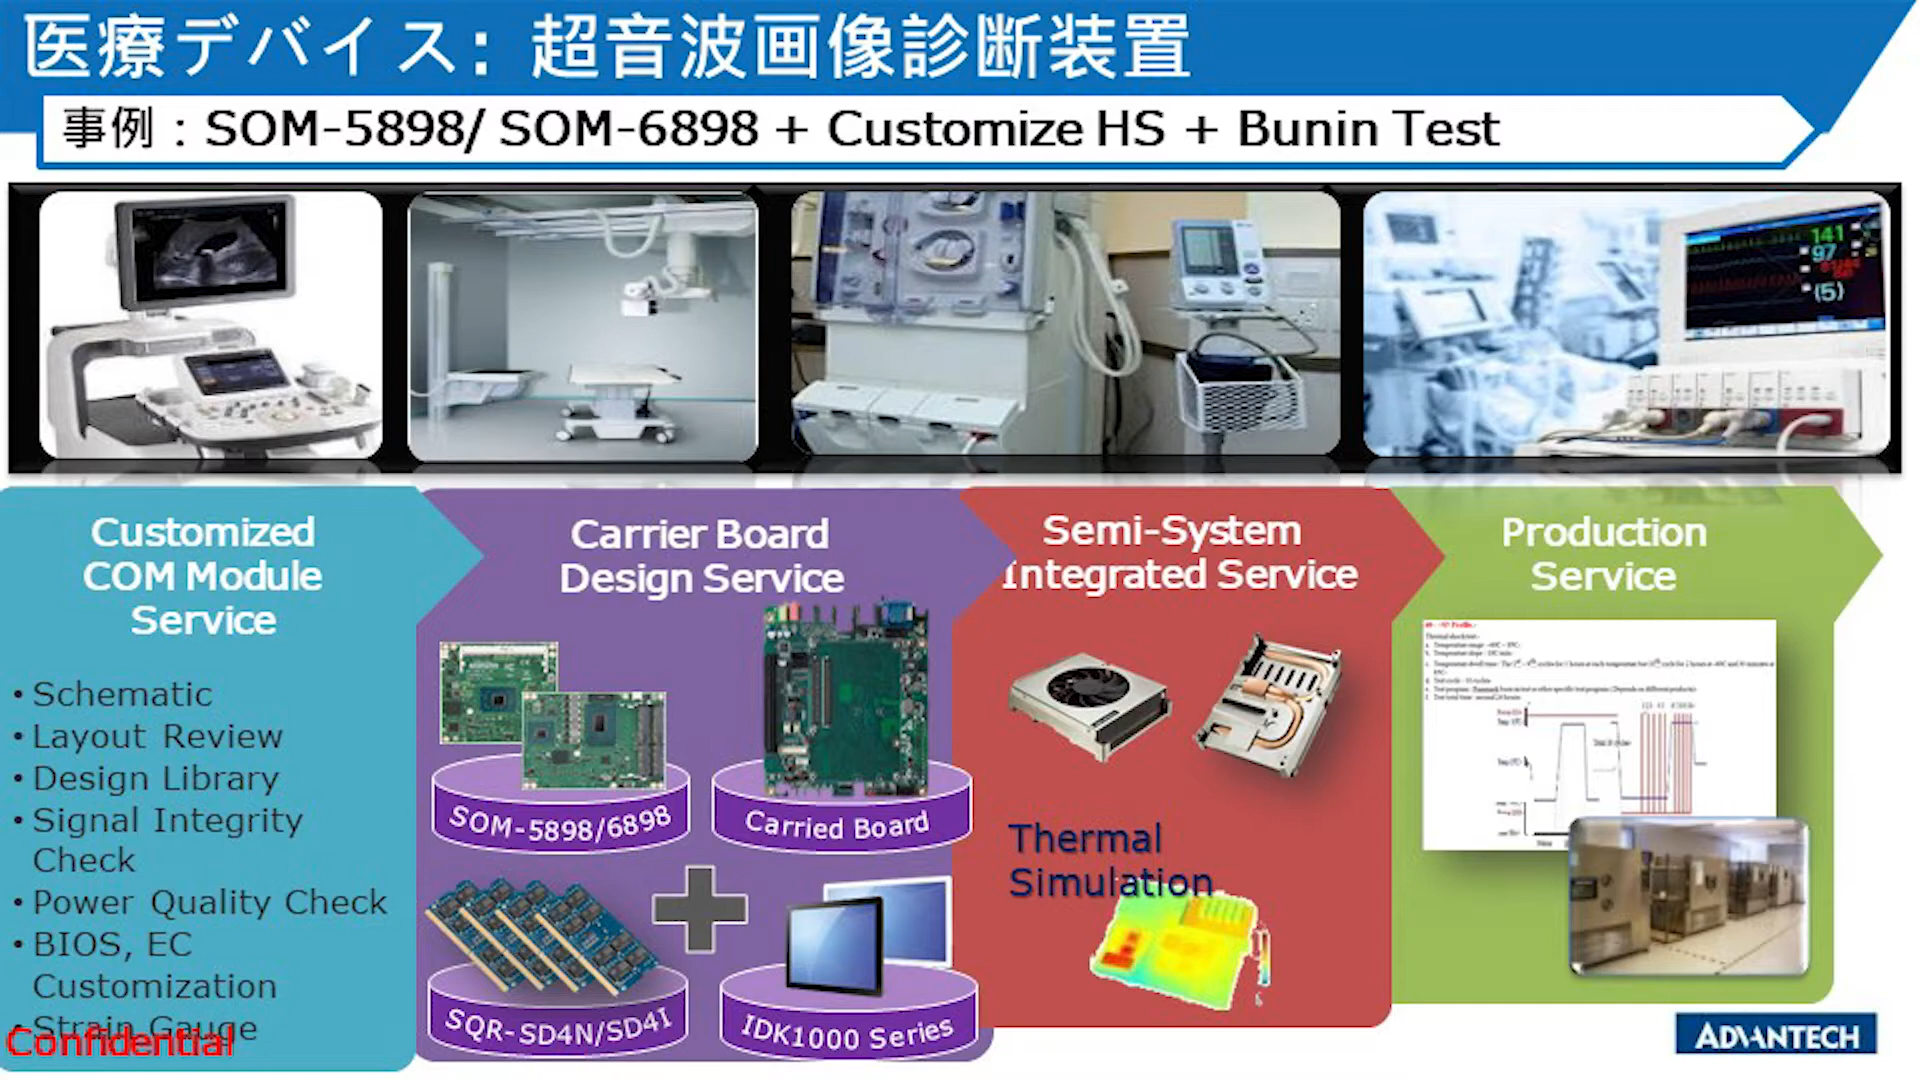 医療デバイス: 超音波画像診断装置
事例：SOM-5898/ SOM-6898 + Customize HS + Bunin Test
141
97
(5)
Customized
COM Module
Service
• Schematic
• Layout Review
• Design Library
• Signal Integrity
Check
• Power Quality Check
• BIOS, EC
Customization
• Strain Gauge
Confidential
Carrier Board
Design Service
SOM-5898/6898
Carried Board
SQR-SD4N/SD4I
IDK1000 Series
Semi-System
Integrated Service
Thermal
Simulation
Production
Service
ADVANTECH